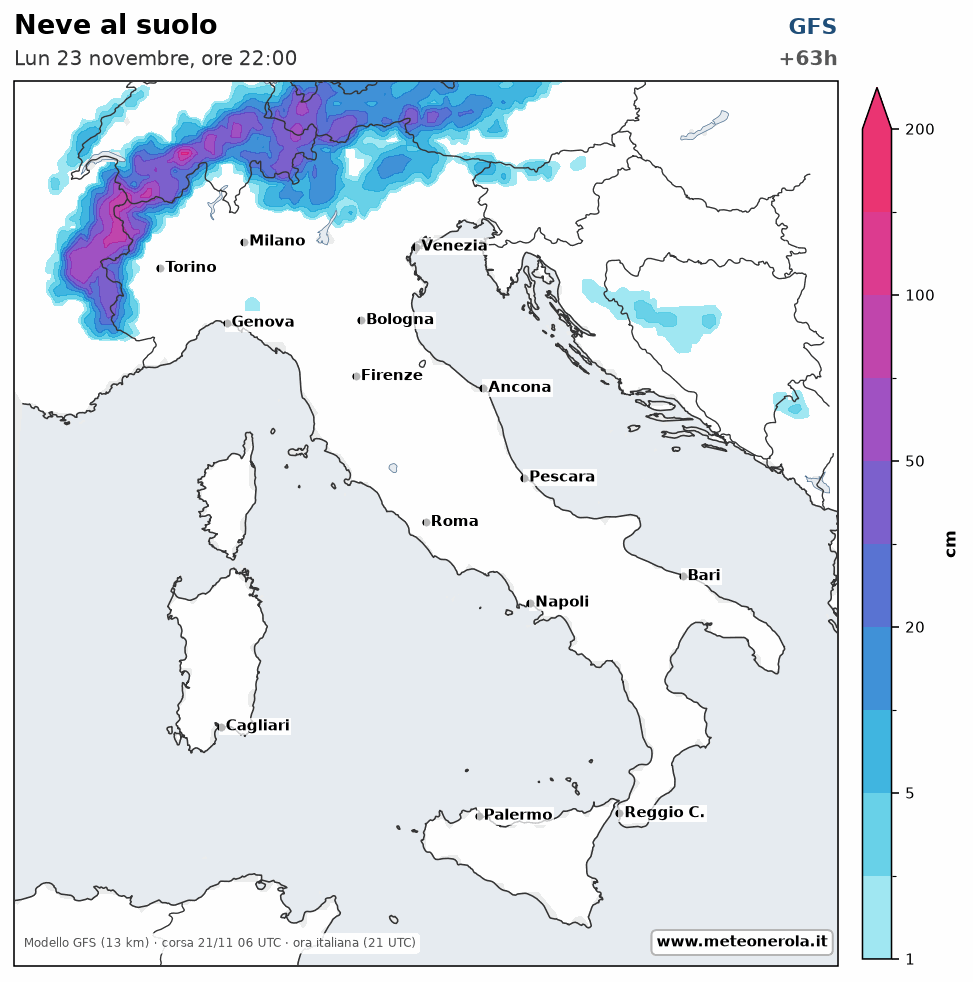 Neve al suolo
GFS
Lun 23 novembre, ore 22:00
+63h
200
100
50
20
5
1
cm
Milano
Venezia
Torino
Genova
Bologna
Firenze
Ancona
Pescara
Roma
Bari
Napoli
Cagliari
Palermo
Reggio C.
Modello GFS (13 km) · corsa 21/11 06 UTC · ora italiana (21 UTC)
www.meteonerola.it